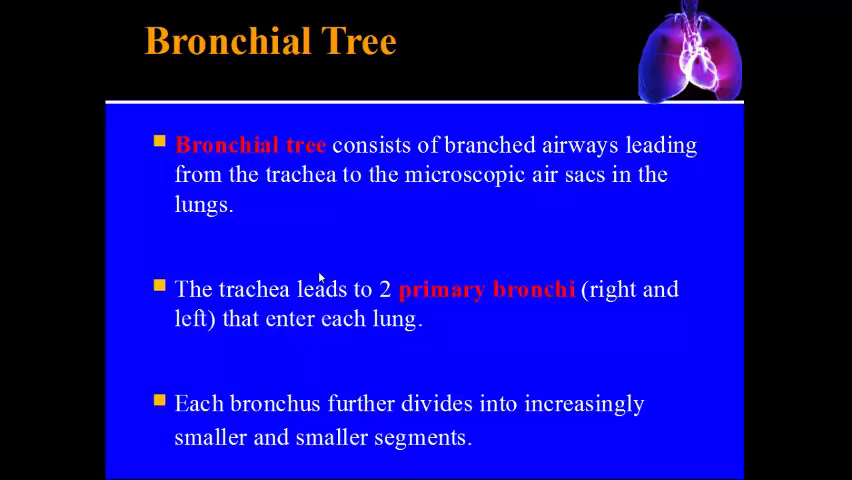 Bronchial Tree
Bronchial tree consists of branched airways leading
from the trachea to the microscopic air sacs in the
lungs.
The trachea leads to 2 primary bronchi (right and
left) that enter each lung.
Each bronchus further divides into increasingly
smaller and smaller segments.